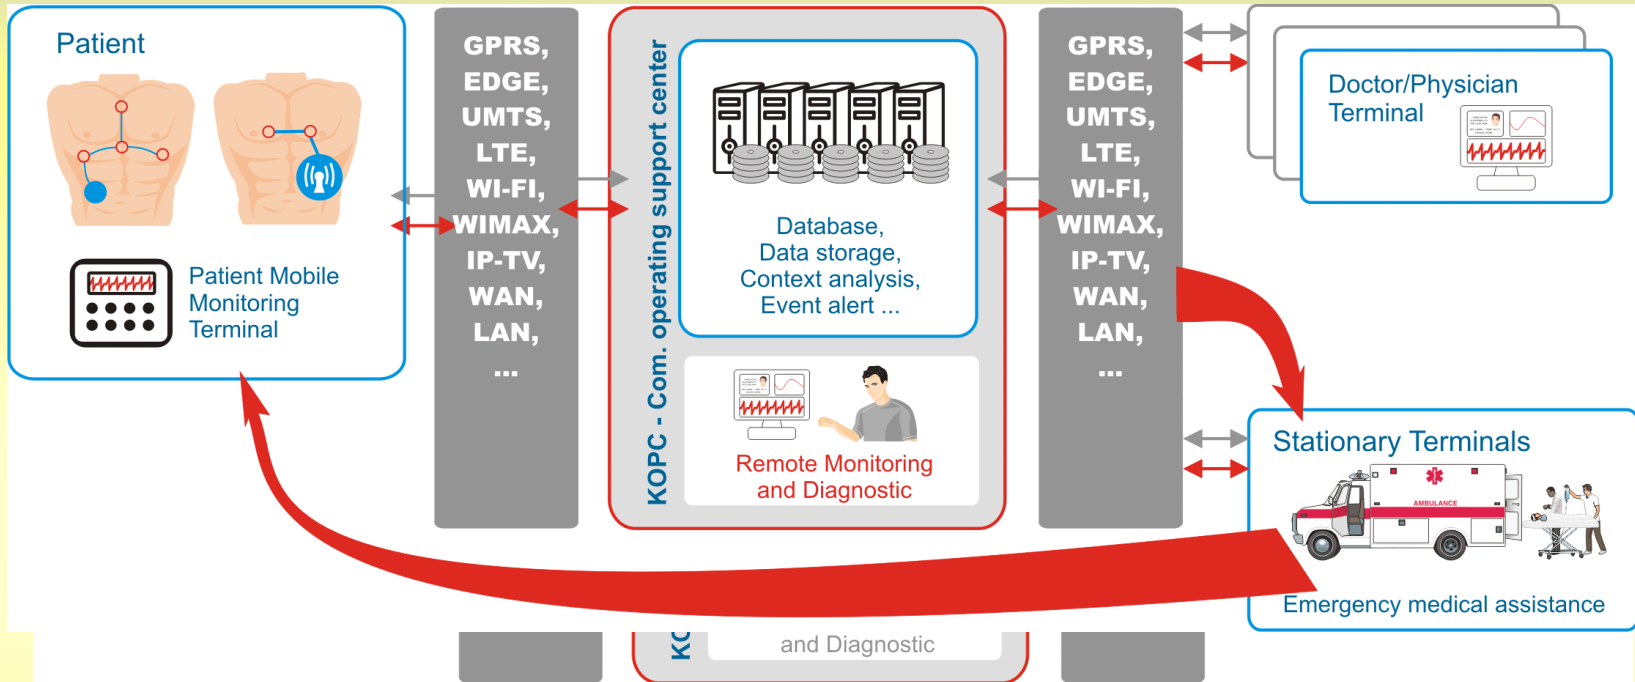 Patient
Patient Mobile
Monitoring
Terminal
GPRS,
EDGE,
UMTS,
LTE,
WI-FI,
WIMAX,
IP-TV,
WAN,
LAN,
...
KOPC - Com. operating support center
Database,
Data storage,
Context analysis,
Event alert ...
Remote Monitoring
and Diagnostic
GPRS,
EDGE,
UMTS,
LTE,
WI-FI,
WIMAX,
IP-TV,
WAN,
LAN,
...
Doctor/Physician
Terminal
Stationary Terminals
AMBULANCE
Emergency medical assistance
and Diagnostic